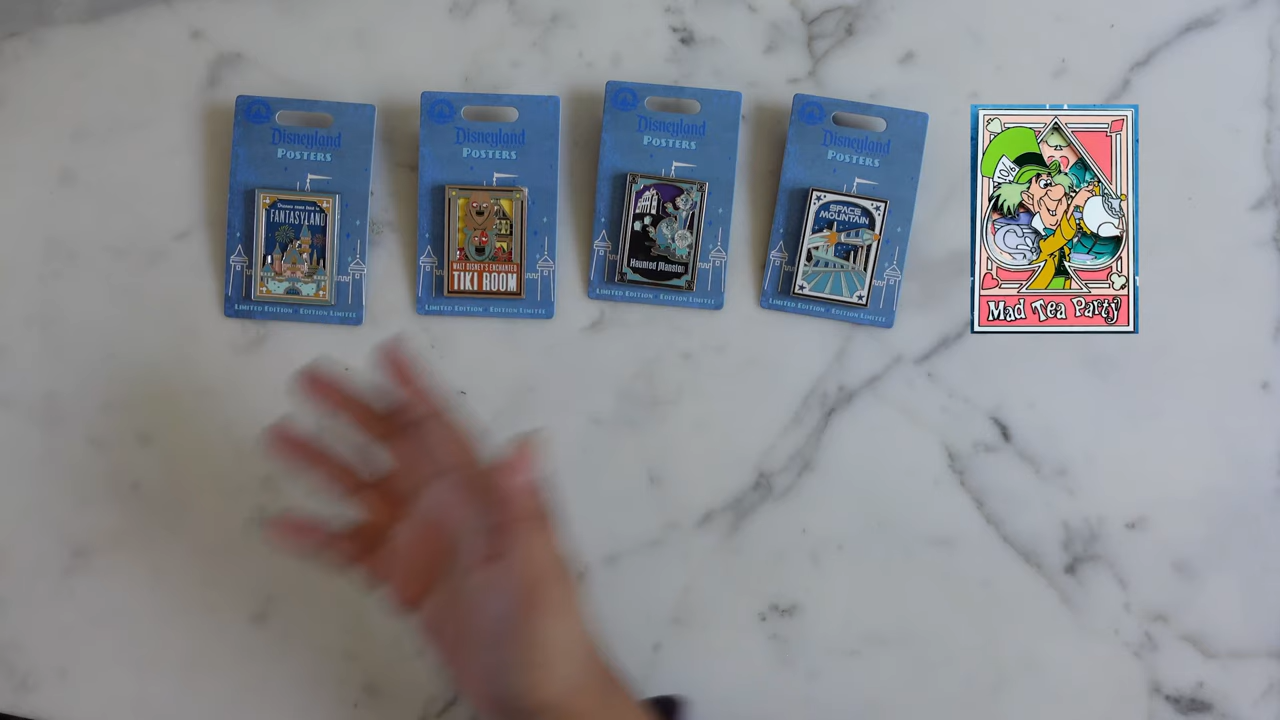 Disneyland
POSTERS
FANTASYLAND
LIMITED EDITION • EDITION LIMITÉE
Disneyland
POSTERS
WALT DISNEY'S ENCHANTED
TIKI ROOM
LIMITED EDITION • EDITION LIMITÉE
Disneyland
POSTERS
Haunted Mansion
LIMITED EDITION • EDITION LIMITÉE
Disneyland
POSTERS
SPACE
MOUNTAIN
LIMITED EDITION • EDITION LIMITÉE
10/6
Mad Tea Party